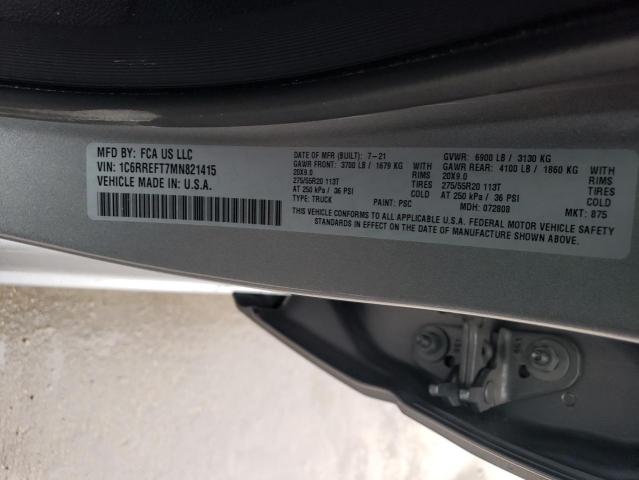 MFD BY: FCA US LLC
VIN: 1C6RREFT7MN821415
VEHICLE MADE IN U.S.A.
DATE OF MFR (BUILT): 7-21 GVWR: 6900 LB / 3130 KG
GAWR FRONT: 3700 LB / 1679 KG WITH GAWR REAR: 4100 LB / 1860 KG WITH
20X9.0 RIMS 20X9.0 RIMS
275/55R20 113T TIRES 275/55R20 113T TIRES
AT 250 kPa / 36 PSI COLD AT 250 kPa / 36 PSI COLD
TYPE: TRUCK PAINT: PSC MDH: 072808 MKT: 875
THIS VEHICLE CONFORMS TO ALL APPLICABLE U.S.A. FEDERAL MOTOR VEHICLE SAFETY
STANDARDS IN EFFECT ON THE DATE OF MANUFACTURE SHOWN ABOVE.